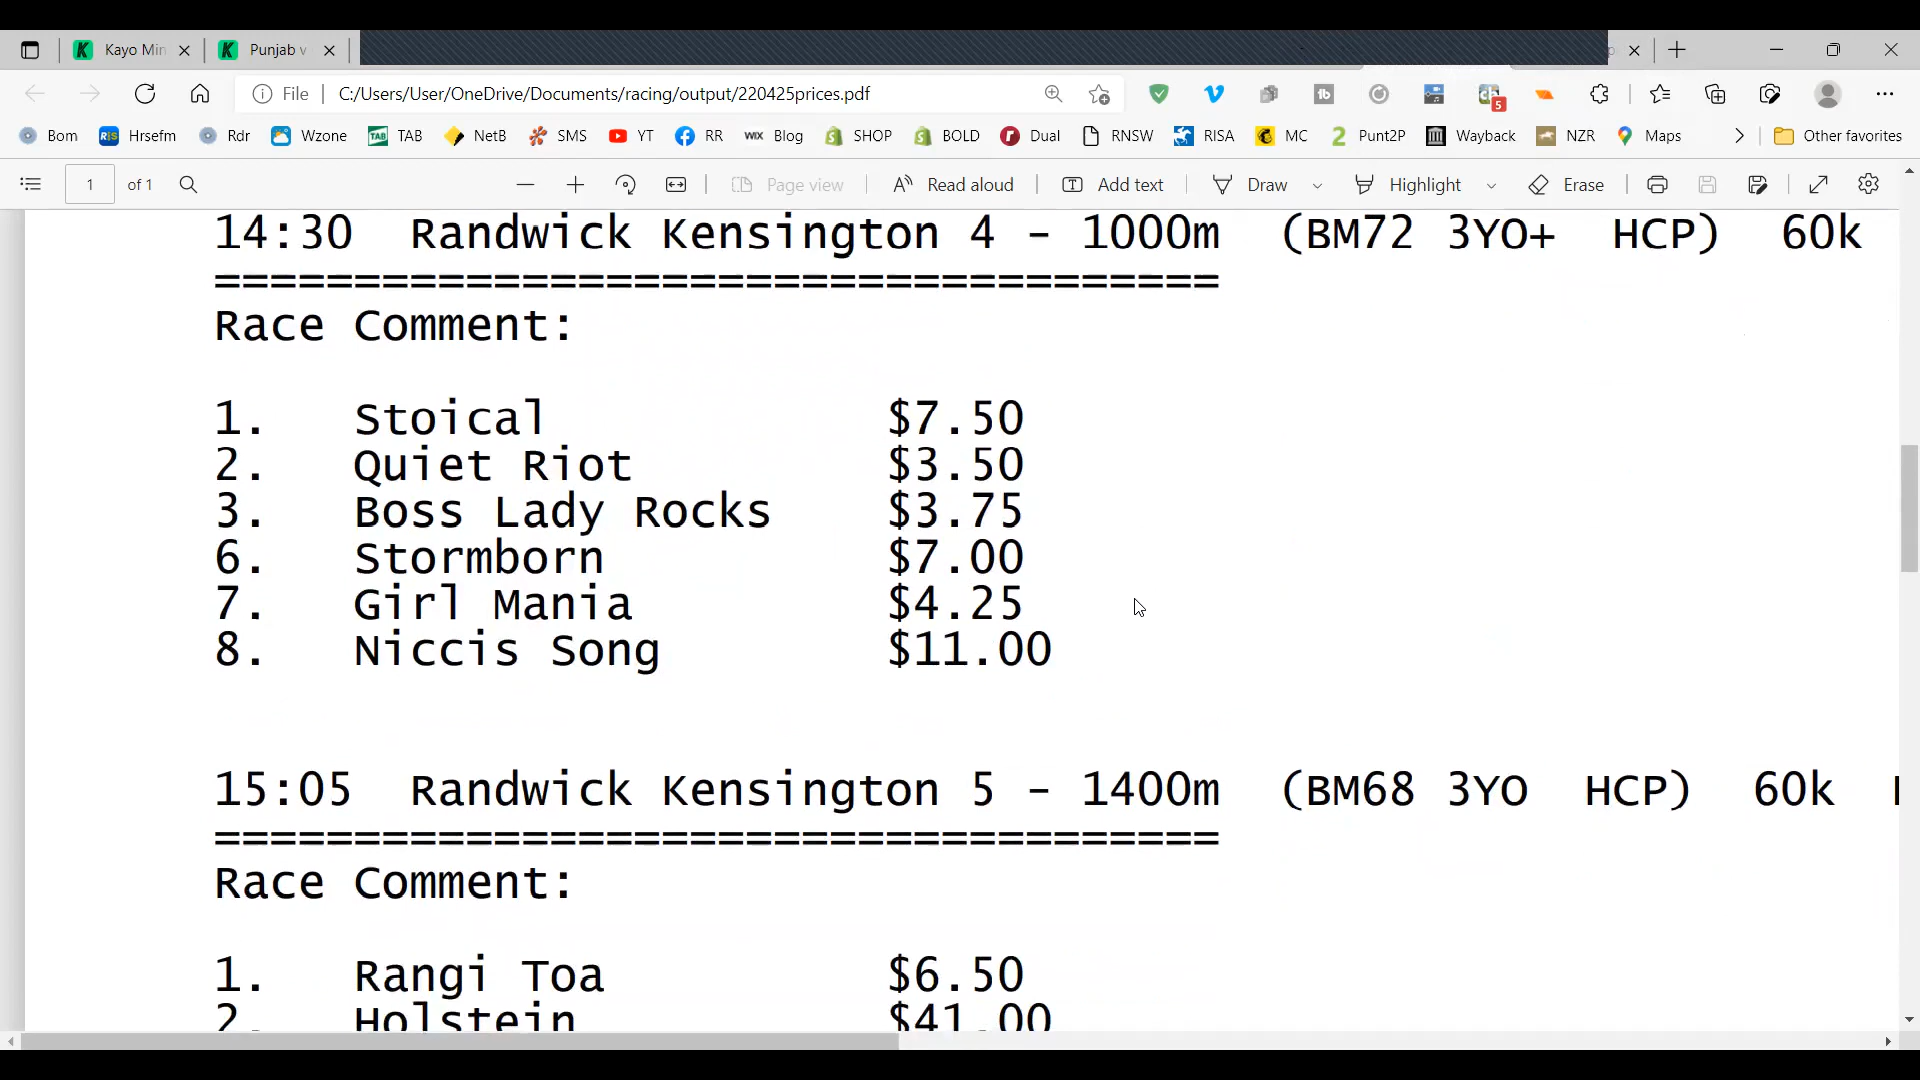 Kayo Min
Punjab v
File C:/Users/User/OneDrive/Documents/racing/output/220425prices.pdf
5
Bom Hrsefm Rdr Wzone TAB NetB SMS YT RR WIX Blog SHOP BOLD Dual RNSW RISA MC 2 Punt2P Wayback NZR Maps Other favorites
1 of 1 Page view Read aloud Add text Draw Highlight Erase
14:30 Randwick Kensington 4 - 1000m (BM72 3YO+ HCP) 60k
====================================
Race Comment:
1. Stoical $7.50
2. Quiet Riot $3.50
3. Boss Lady Rocks $3.75
6. Stormborn $7.00
7. Girl Mania $4.25
8. Niccis Song $11.00
15:05 Randwick Kensington 5 - 1400m (BM68 3YO HCP) 60k
====================================
Race Comment:
1. Rangi Toa $6.50
2. Holstein $41.00